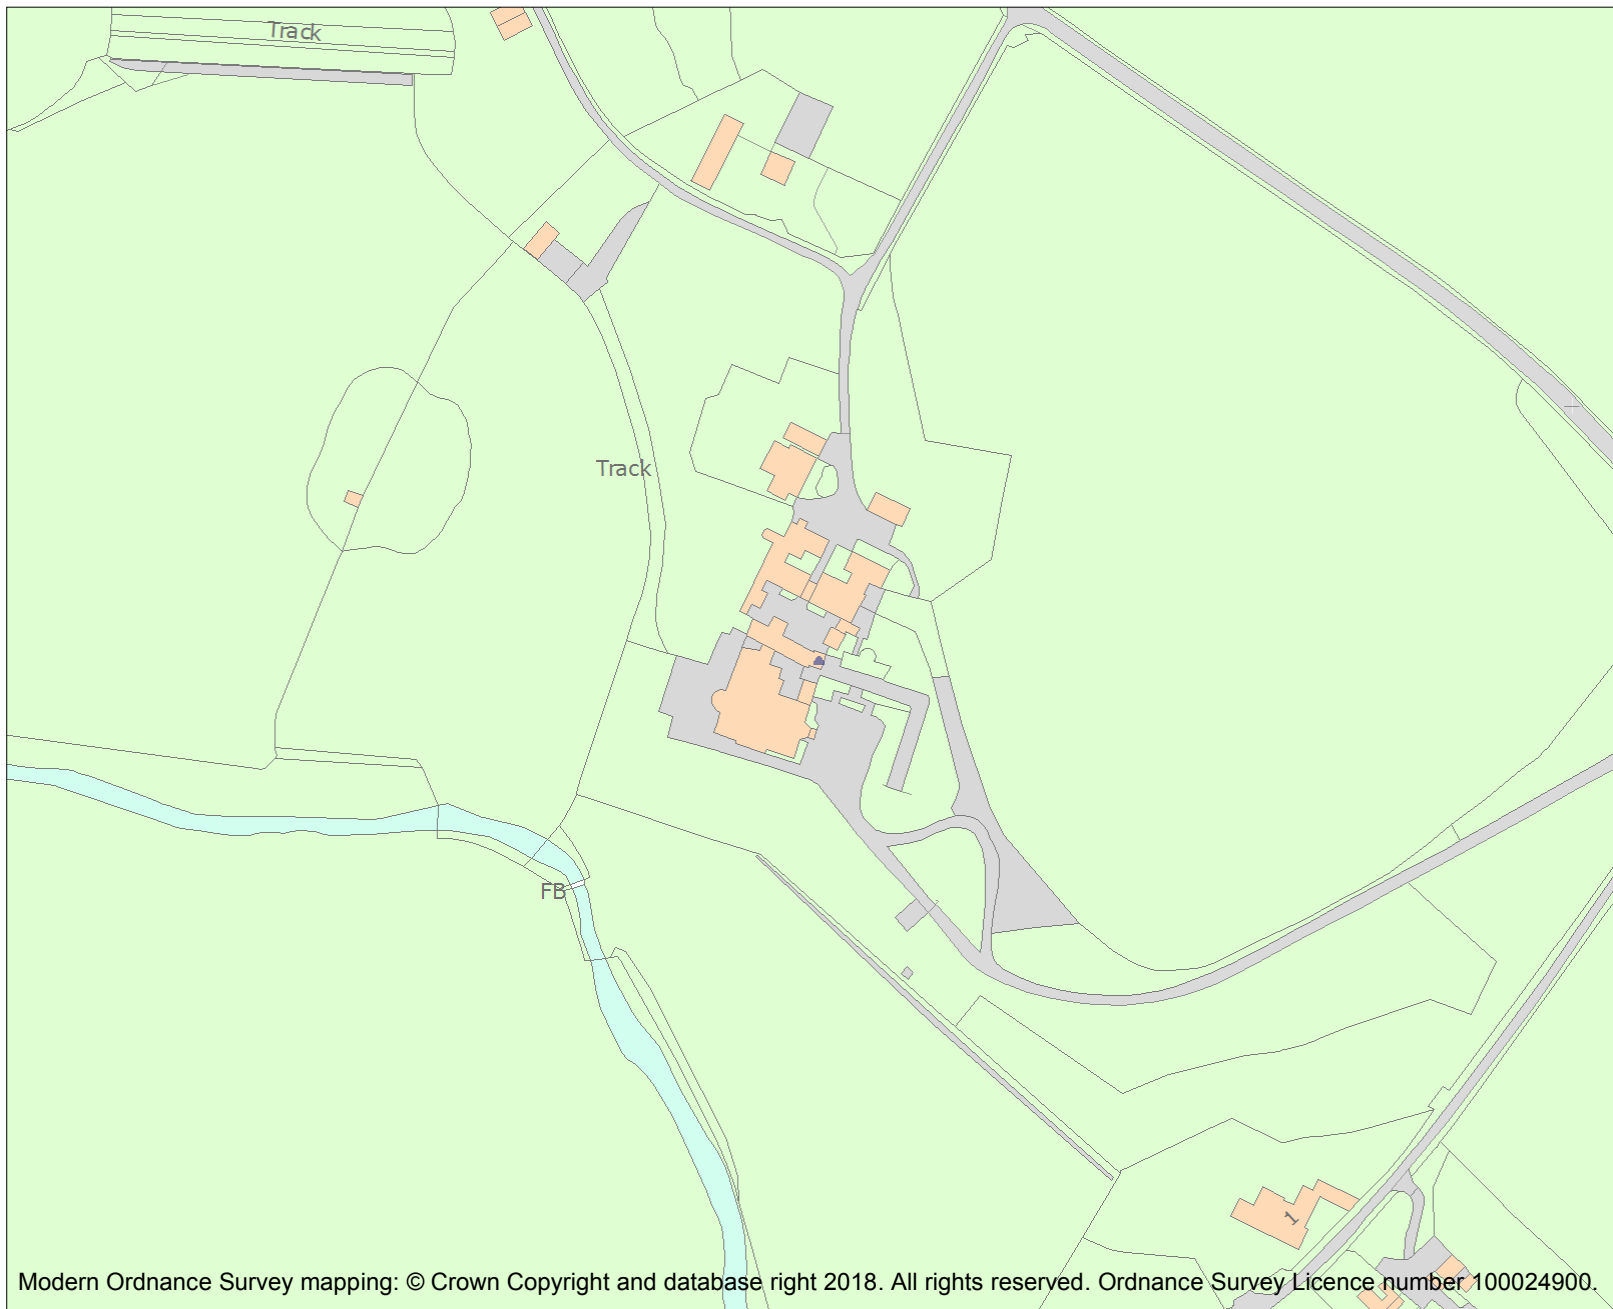 Track
Track
FB
1
Modern Ordnance Survey mapping: © Crown Copyright and database right 2018. All rights reserved. Ordnance Survey Licence number 100024900.